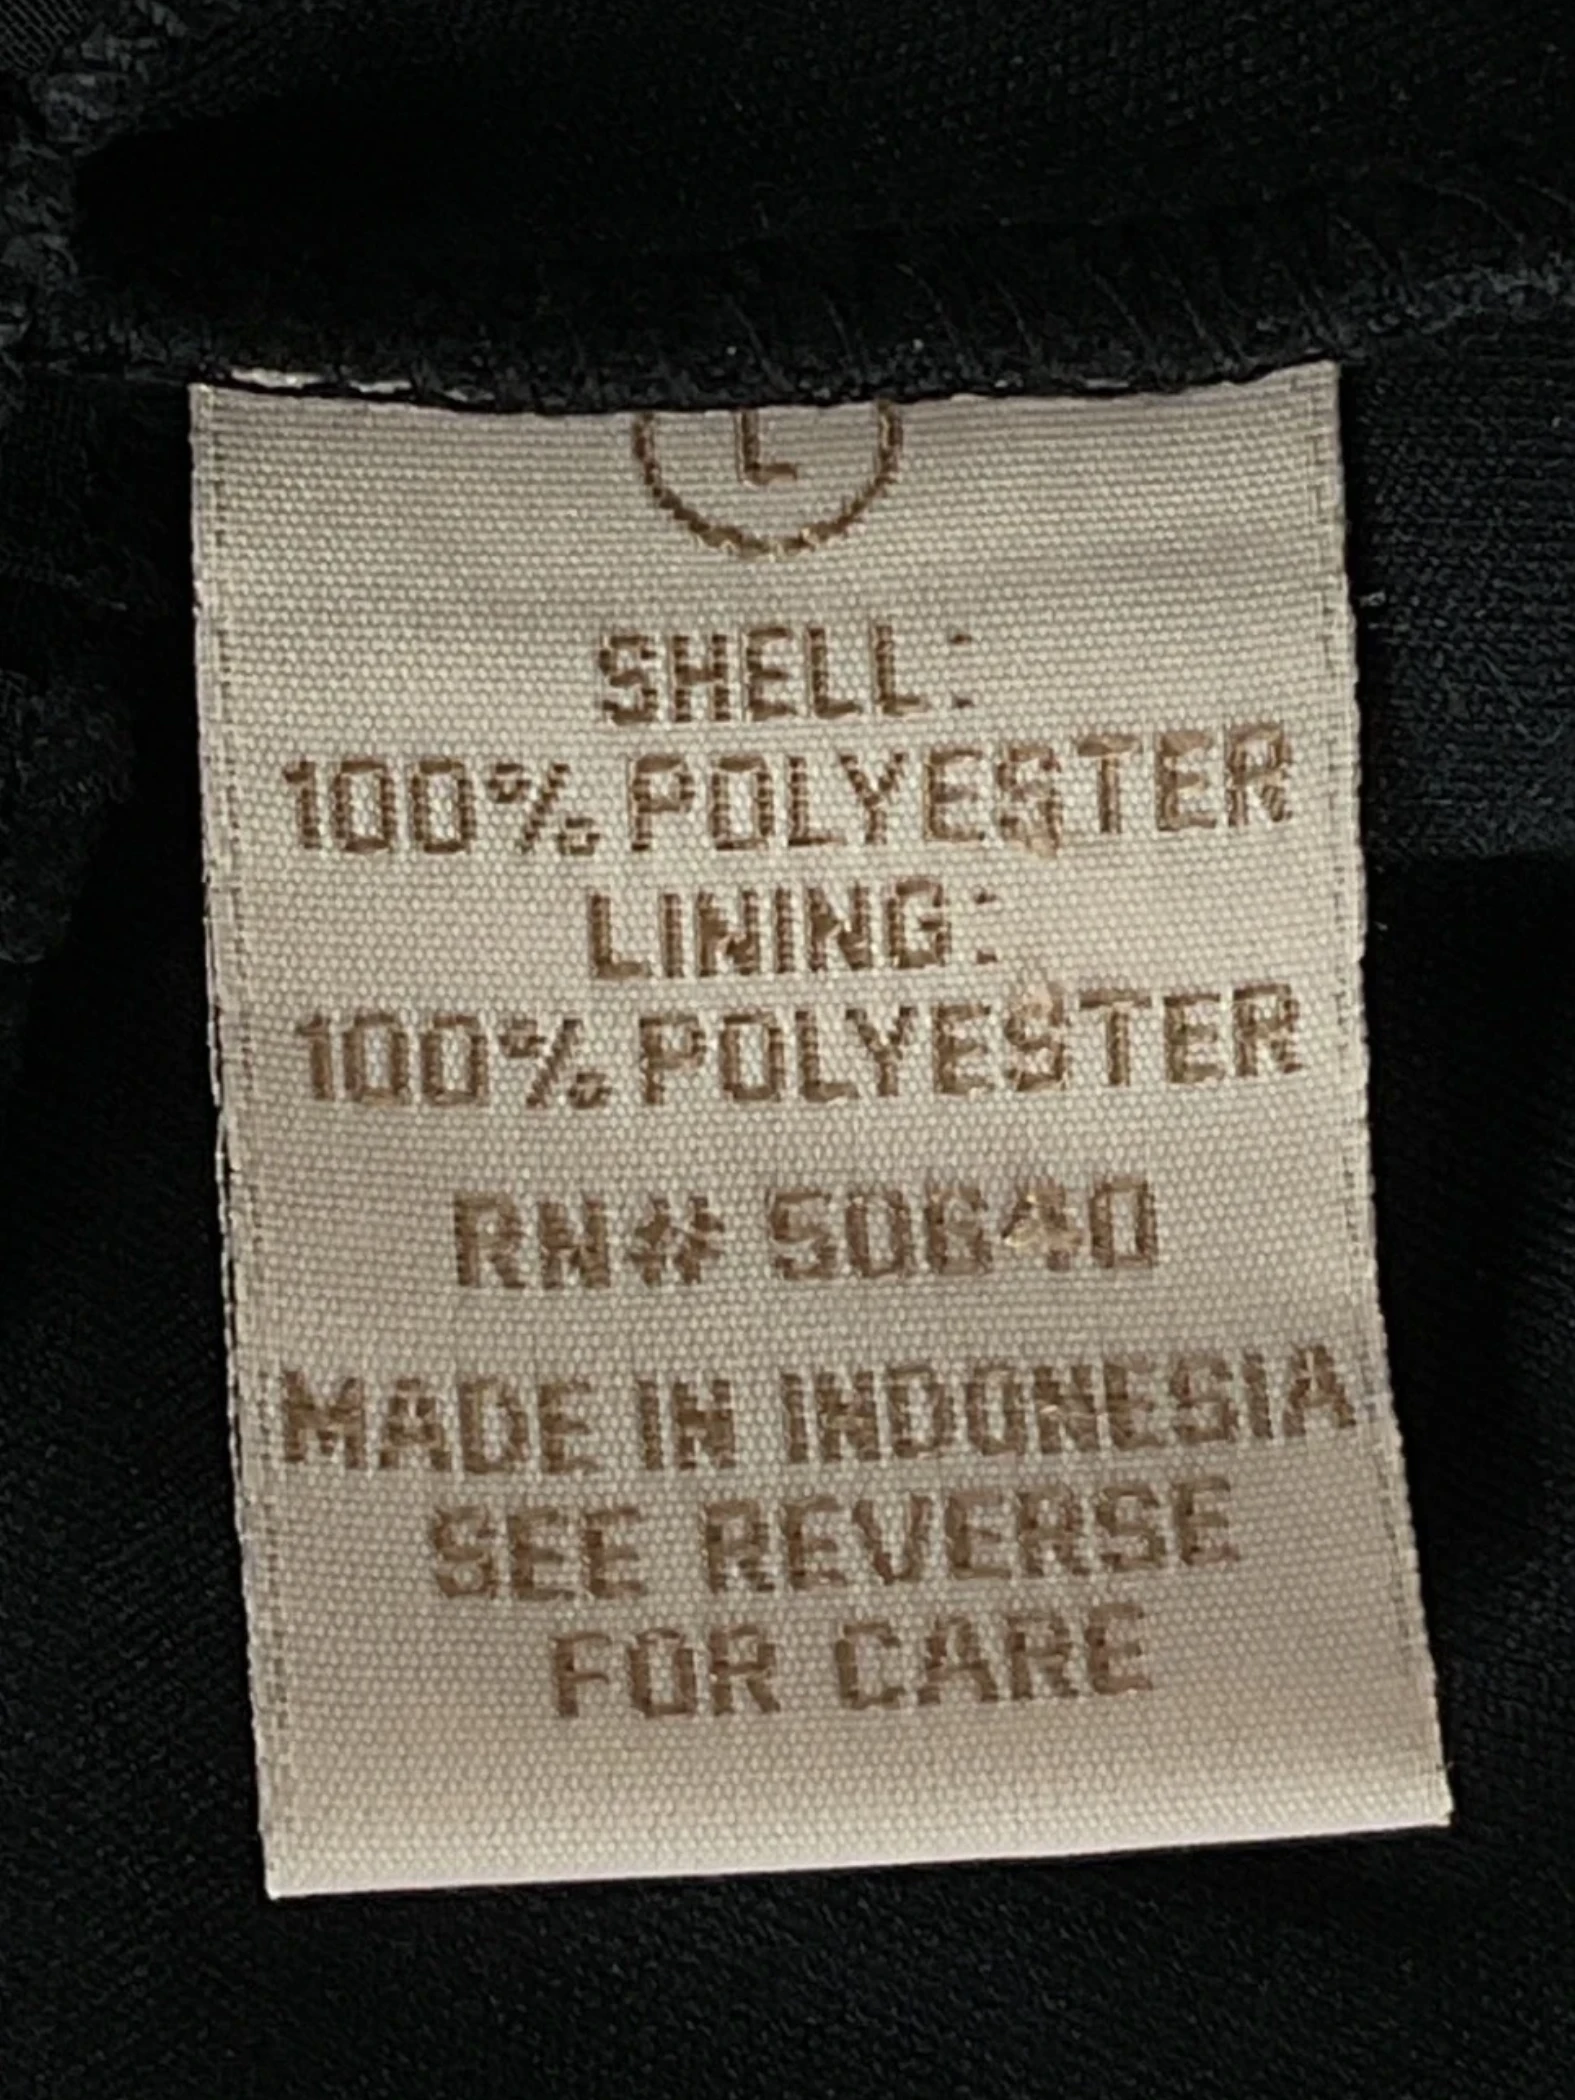 L
SHELL:
100% POLYESTER
LINING:
100% POLYESTER
RN# 50640
MADE IN INDONESIA
SEE REVERSE
FOR CARE